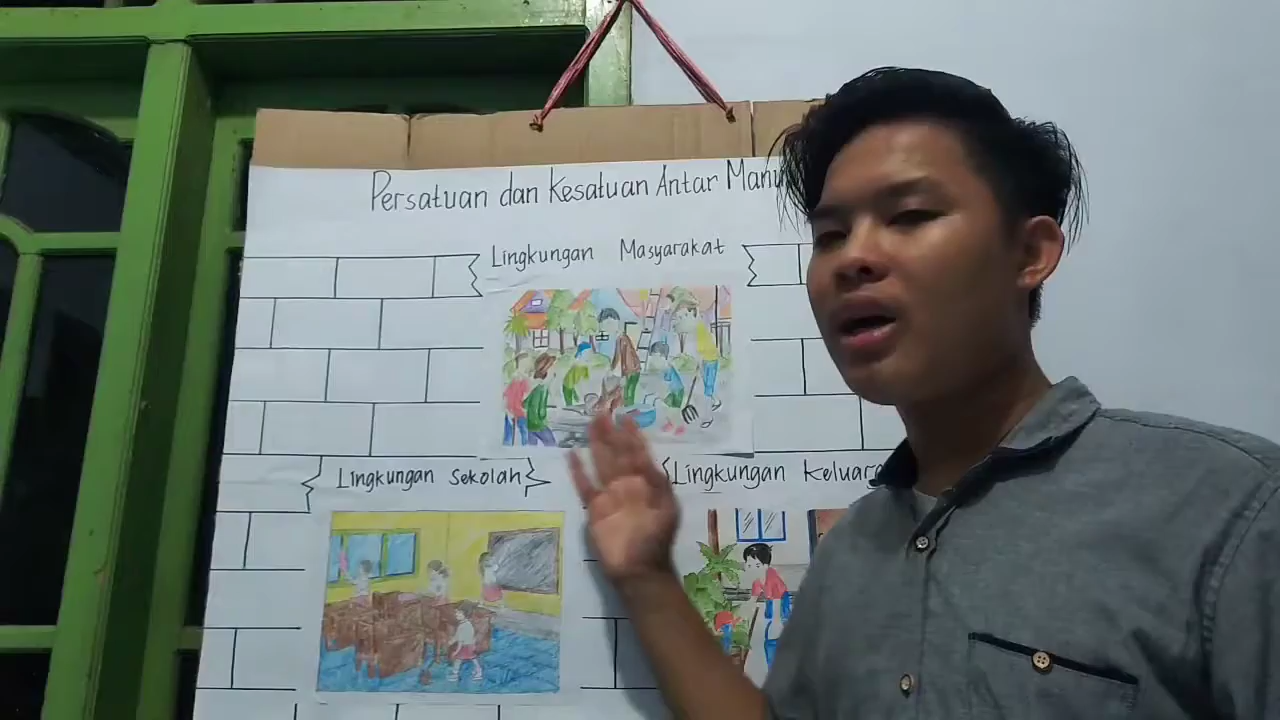 Persatuan dan Kesatuan Antar
Lingkungan Masyarakat
Lingkungan Sekolah
Lingkungan